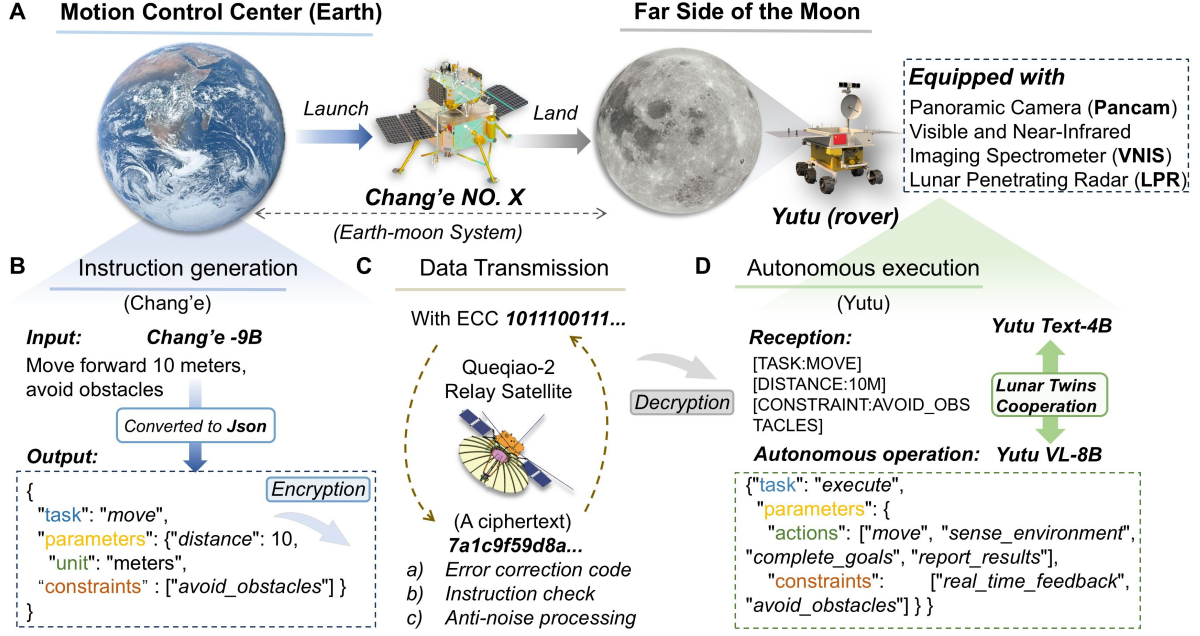 A
Motion Control Center (Earth)
Far Side of the Moon
Launch
Land
Chang’e NO. X
(Earth-moon System)
Yutu (rover)
Equipped with
Panoramic Camera (Pancam)
Visible and Near-Infrared
Imaging Spectrometer (VNIS)
Lunar Penetrating Radar (LPR)
B
Instruction generation
(Chang’e)
Input:
Chang’e -9B
Move forward 10 meters,
avoid obstacles
Converted to Json
Output:
Encryption
{
"task": "move",
"parameters": {"distance": 10,
"unit": "meters",
“constraints” : ["avoid_obstacles"] }
}
C
Data Transmission
With ECC 1011100111...
Queqiao-2
Relay Satellite
(A ciphertext)
7a1c9f59d8a...
a) Error correction code
b) Instruction check
c) Anti-noise processing
Decryption
D
Autonomous execution
(Yutu)
Reception:
[TASK:MOVE]
[DISTANCE:10M]
[CONSTRAINT:AVOID_OBS
TACLES]
Yutu Text-4B
Lunar Twins
Cooperation
Yutu VL-8B
Autonomous operation:
{"task": "execute",
"parameters": {
"actions": ["move", "sense_environment",
"complete_goals", "report_results"],
"constraints": ["real_time_feedback",
"avoid_obstacles"] } }